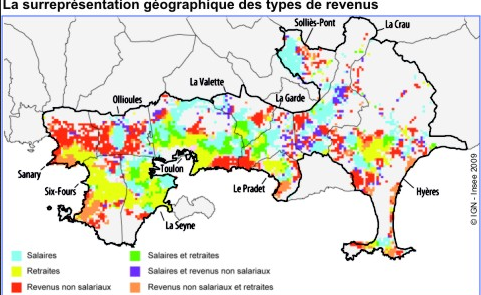 La surreprésentation géographique des types de revenus
Solliès-Pont
La Crau
La Valette
Ollioules
La Garde
Toulon
Sanary
Six-Fours
Le Pradet
Hyères
La Seyne
Salaires
Salaires et retraites
Retraites
Salaires et revenus non salariaux
Revenus non salariaux
Revenus non salariaux et retraites
© IGN - Insee 2009